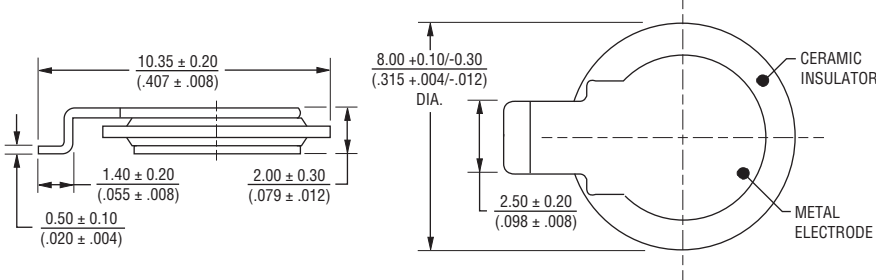 10.35 ± 0.20
(.407 ± .008)
8.00 +0.10/-0.30
(.315 +.004/-.012)
DIA.
CERAMIC
INSULATOR
1.40 ± 0.20
(.055 ± .008)
2.00 ± 0.30
(.079 ± .012)
0.50 ± 0.10
(.020 ± .004)
2.50 ± 0.20
(.098 ± .008)
METAL
ELECTRODE